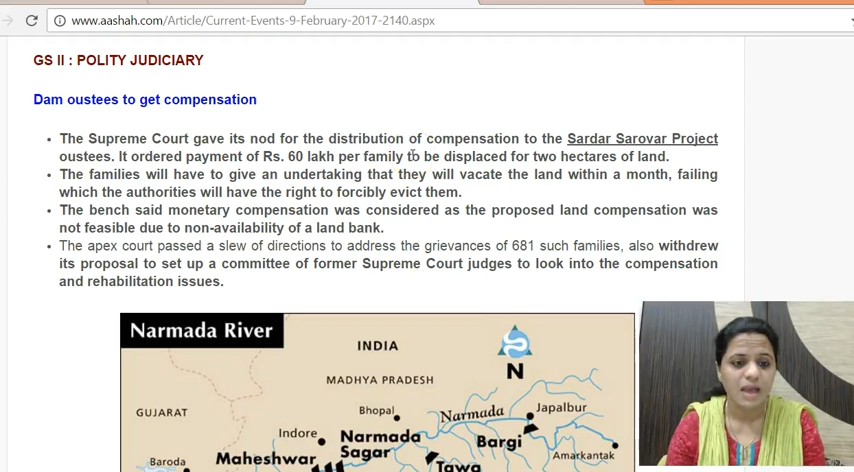 www.aashah.com/Article/Current-Events-9-February-2017-2140.aspx
GS II : POLITY JUDICIARY
Dam oustees to get compensation
• The Supreme Court gave its nod for the distribution of compensation to the Sardar Sarovar Project
oustees. It ordered payment of Rs. 60 lakh per family to be displaced for two hectares of land.
• The families will have to give an undertaking that they will vacate the land within a month, failing
which the authorities will have the right to forcibly evict them.
• The bench said monetary compensation was considered as the proposed land compensation was
not feasible due to non-availability of a land bank.
• The apex court passed a slew of directions to address the grievances of 681 such families, also withdrew
its proposal to set up a committee of former Supreme Court judges to look into the compensation
and rehabilitation issues.
Narmada River
INDIA
N
MADHYA PRADESH
GUJARAT
Bhopal
Narmada
Jabalpur
Indore
Narmada
Sagar
Bargi
Baroda
Maheshwar
Tawa
Amarkantak